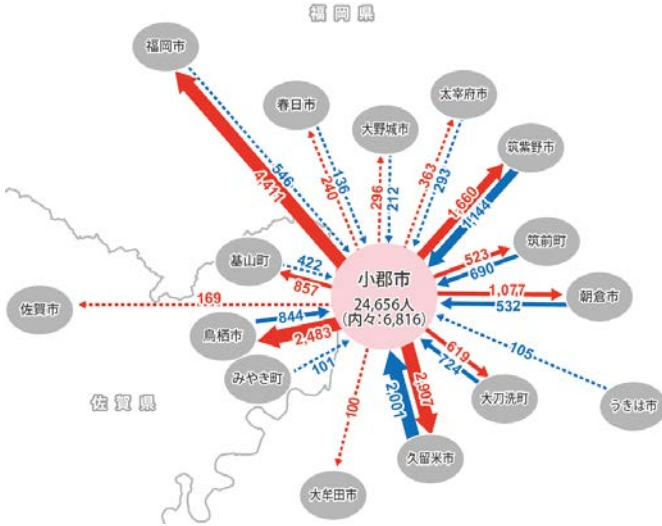 福岡県
福岡市
春日市
大野城市
太宰府市
筑紫野市
546
4,411
136
240
296
212
363
293
1,660
1,144
筑前町
523
690
基山町
422
857
小郡市
24,656人
(内々:6,816)
1,077
532
朝倉市
佐賀市
169
鳥栖市
844
2,483
みやき町
101
619
724
大刀洗町
105
うきは市
佐賀県
100
2,001
2,907
久留米市
大牟田市